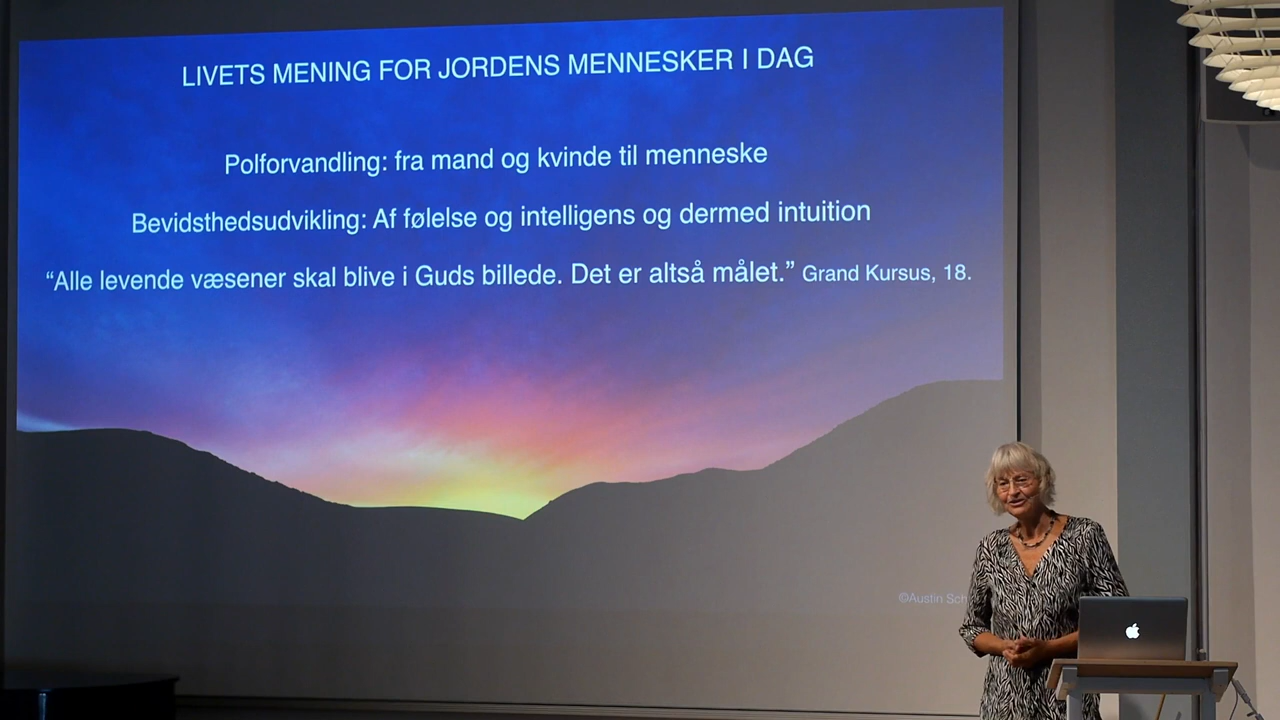 LIVETS MENING FOR JORDENS MENNESKER I DAG
Polforvandling: fra mand og kvinde til menneske
Bevidsthedsudvikling: Af følelse og intelligens og dermed intuition
“Alle levende væsener skal blive i Guds billede. Det er altså målet.” Grand Kursus, 18.
©Austin